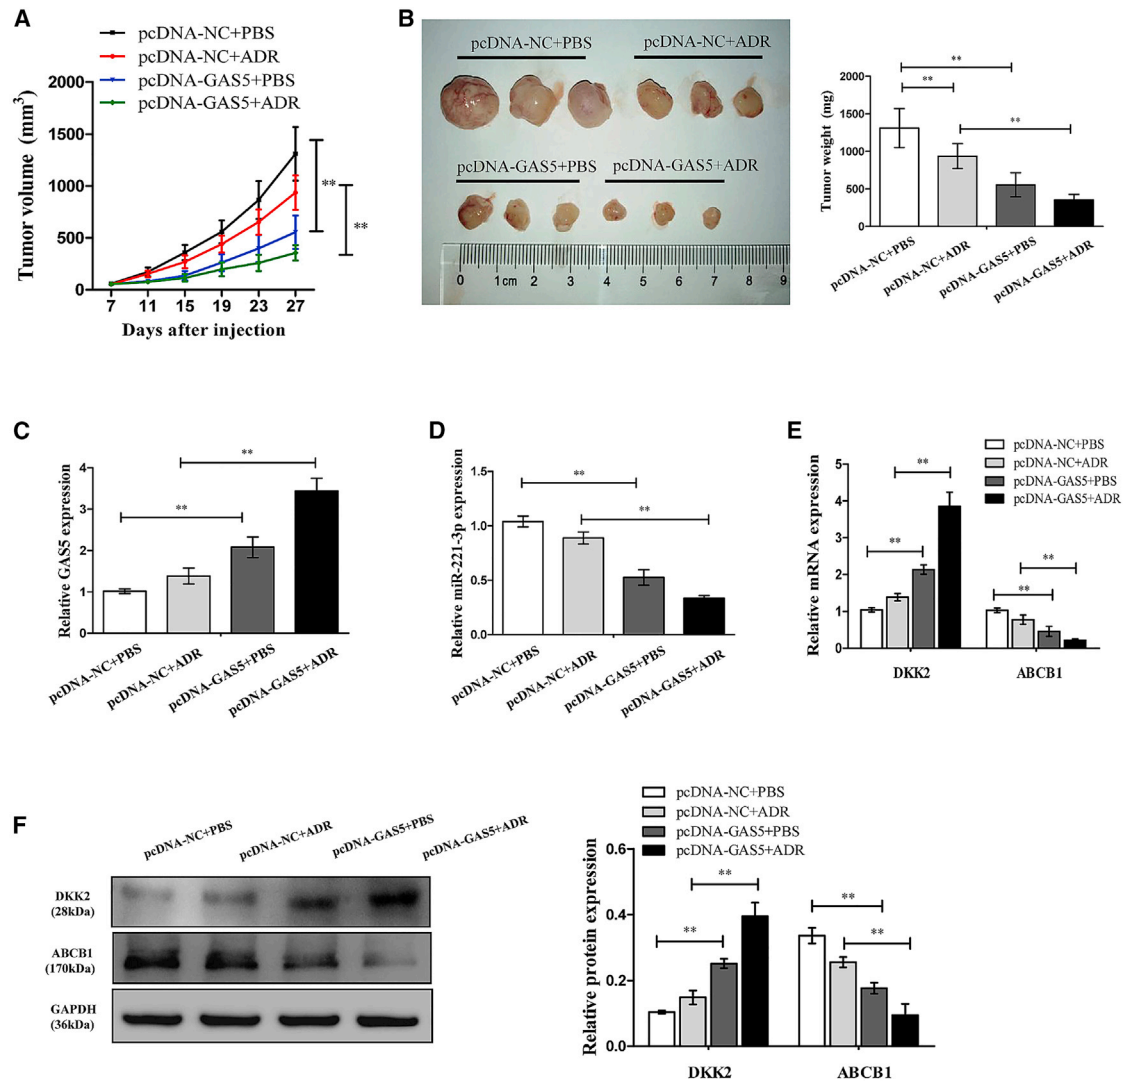 A
pcDNA-NC+PBS
pcDNA-NC+ADR
pcDNA-GAS5+PBS
pcDNA-GAS5+ADR
Tumor volume (mm³)
2000
1500
1000
500
0
7 11 15 19 23 27
Days after injection
**
**
B
pcDNA-NC+PBS
pcDNA-NC+ADR
pcDNA-GAS5+PBS
pcDNA-GAS5+ADR
0 1cm 2 3 4 5 6 7 8 9
Tumor weight (mg)
2000
1500
1000
500
0
**
**
**
pcDNA-NC+PBS
pcDNA-NC+ADR
pcDNA-GAS5+PBS
pcDNA-GAS5+ADR
C
Relative GAS5 expression
4
3
2
1
0
**
**
pcDNA-NC+PBS
pcDNA-NC+ADR
pcDNA-GAS5+PBS
pcDNA-GAS5+ADR
D
Relative miR-221-3p expression
1.5
1.0
0.5
0.0
**
**
pcDNA-NC+PBS
pcDNA-NC+ADR
pcDNA-GAS5+PBS
pcDNA-GAS5+ADR
E
pcDNA-NC+PBS
pcDNA-NC+ADR
pcDNA-GAS5+PBS
pcDNA-GAS5+ADR
Relative mRNA expression
5
4
3
2
1
0
**
**
**
**
DKK2 ABCB1
F
pcDNA-NC+PBS
pcDNA-NC+ADR
pcDNA-GAS5+PBS
pcDNA-GAS5+ADR
DKK2
(28kDa)
ABCB1
(170kDa)
GAPDH
(36kDa)
pcDNA-NC+PBS
pcDNA-NC+ADR
pcDNA-GAS5+PBS
pcDNA-GAS5+ADR
Relative protein expression
0.6
0.4
0.2
0.0
**
**
**
**
DKK2 ABCB1